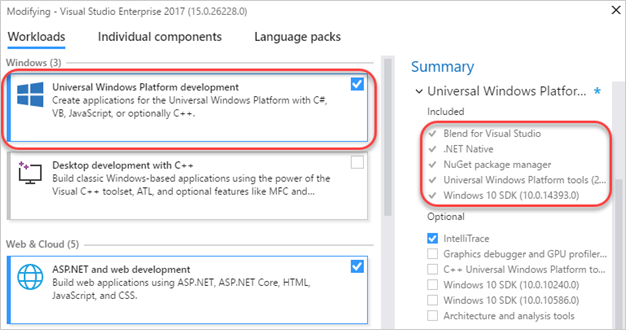 Modifying - Visual Studio Enterprise 2017 (15.0.26228.0)
Workloads
Individual components
Language packs
Windows (3)
Universal Windows Platform development
Create applications for the Universal Windows Platform with C#,
VB, JavaScript, or optionally C++.
Desktop development with C++
Build classic Windows-based applications using the power of the
Visual C++ toolset, ATL, and optional features like MFC and...
Web & Cloud (5)
ASP.NET and web development
Build web applications using ASP.NET, ASP.NET Core, HTML,
JavaScript, and CSS.
Summary
Universal Windows Platfor... *
Included
Blend for Visual Studio
.NET Native
NuGet package manager
Universal Windows Platform tools (2...
Windows 10 SDK (10.0.14393.0)
Optional
IntelliTrace
Graphics debugger and GPU profiler...
C++ Universal Windows Platform to...
Windows 10 SDK (10.0.10240.0)
Windows 10 SDK (10.0.10586.0)
Architecture and analysis tools